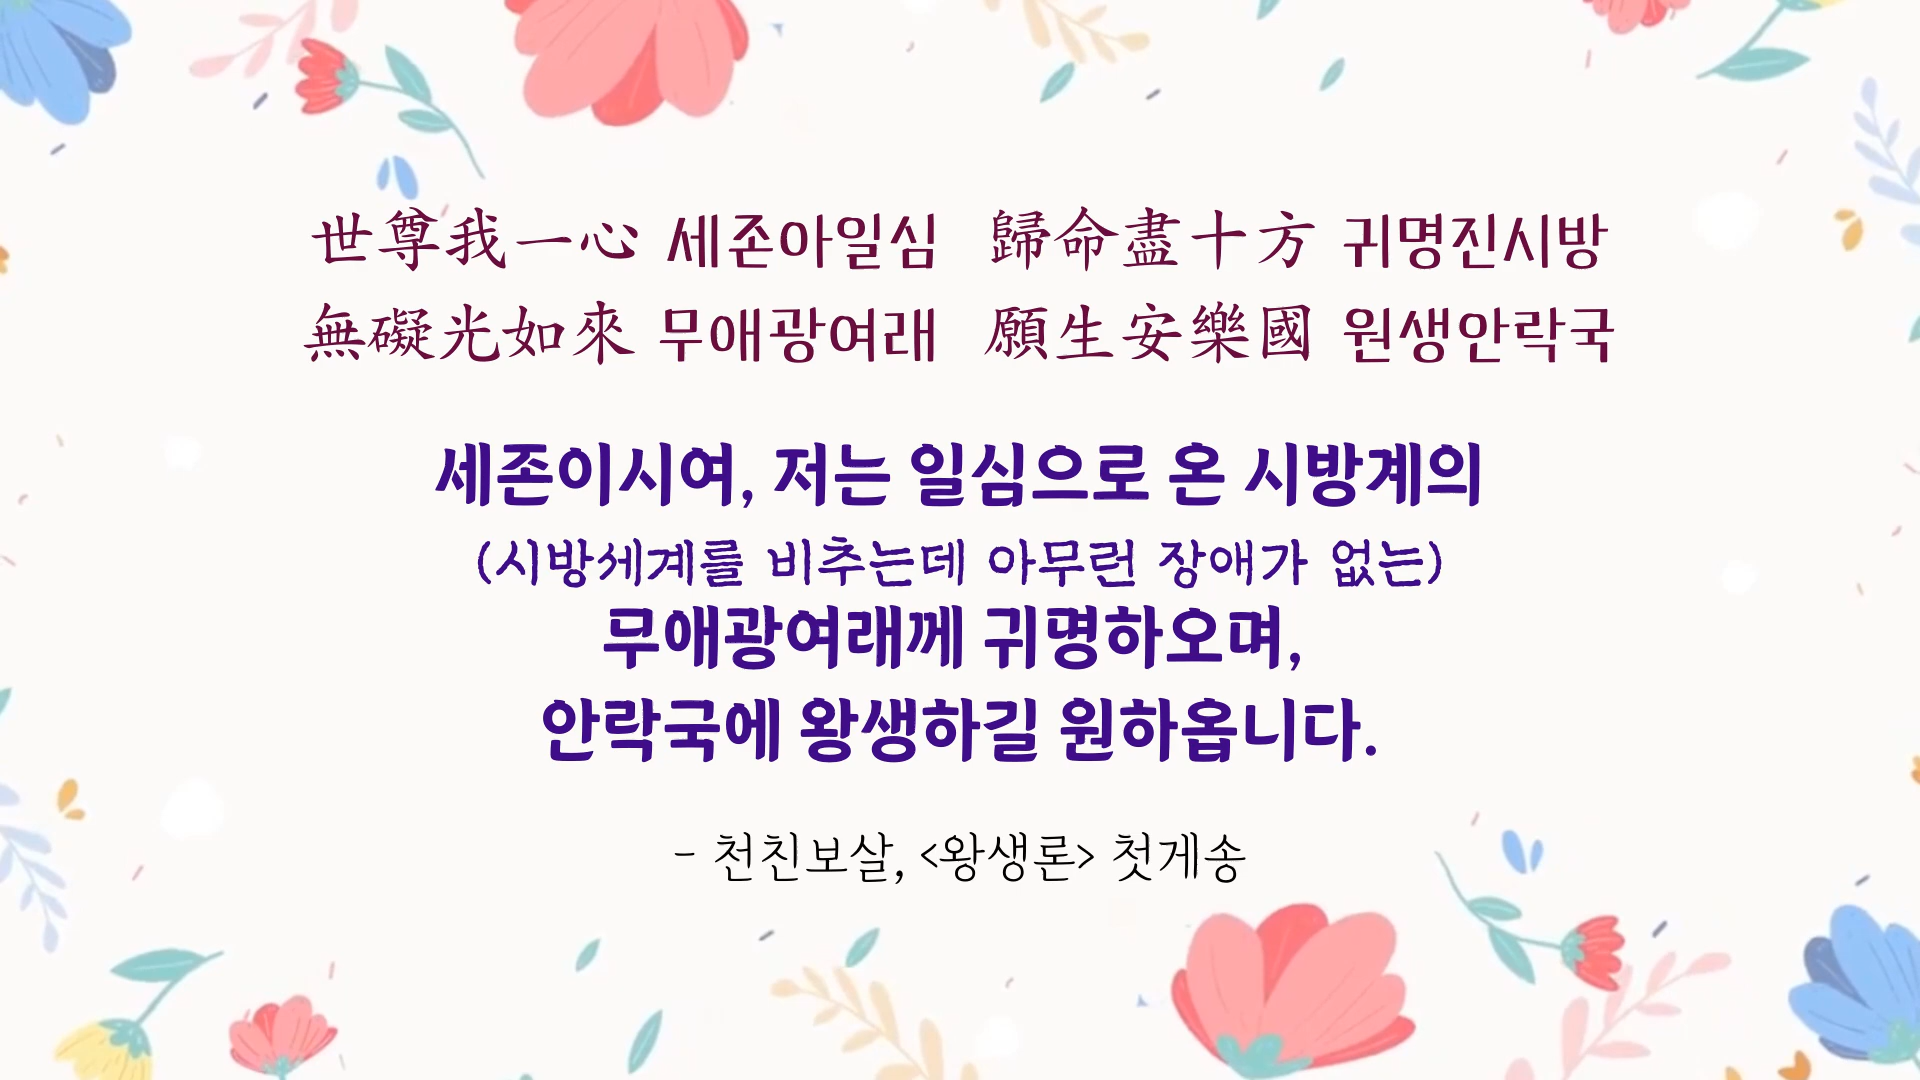 世尊我一心 세존아일심 歸命盡十方 귀명진시방
無礙光如來 무애광여래 願生安樂國 원생안락국
세존이시여, 저는 일심으로 온 시방계의
(시방세계를 비추는데 아무런 장애가 없는)
무애광여래께 귀명하오며,
안락국에 왕생하길 원하옵니다.
- 천친보살, <왕생론> 첫게송